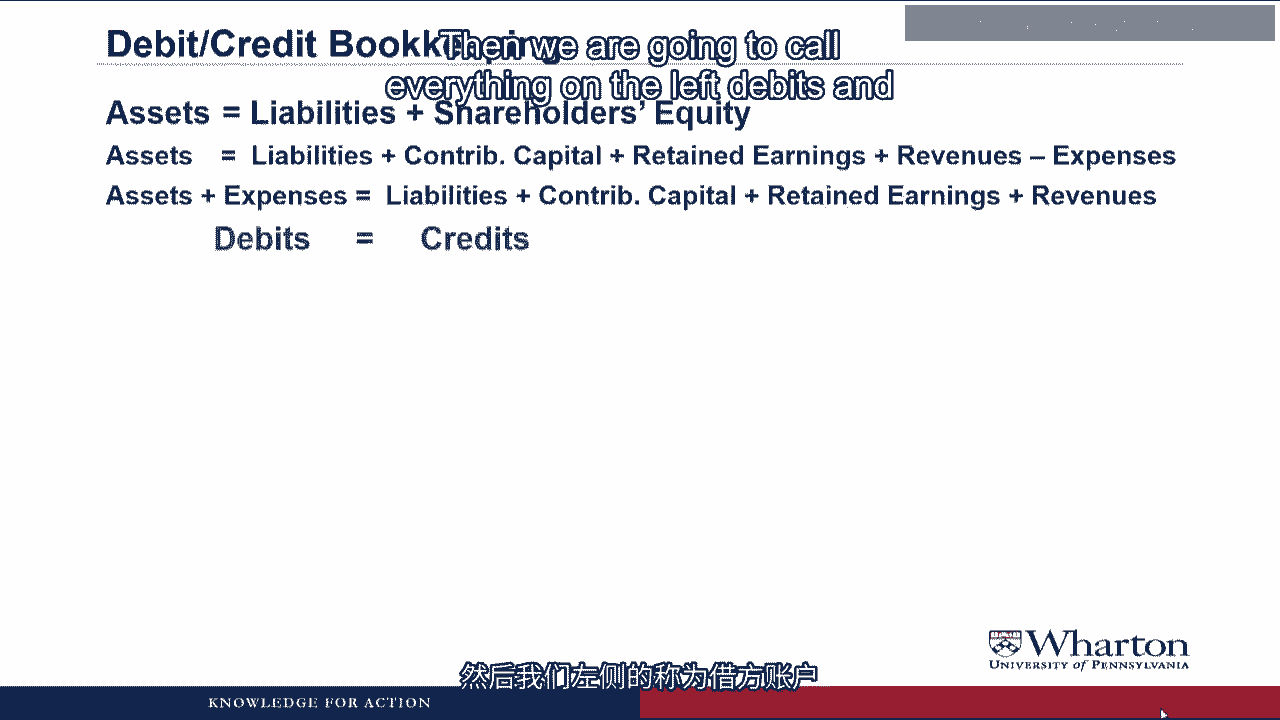 Debit/Credit Bookk
Then we are going to call
everything on the left debits and
Assets = Liabilities + Shareholders’ Equity
Assets = Liabilities + Contrib. Capital + Retained Earnings + Revenues – Expenses
Assets + Expenses = Liabilities + Contrib. Capital + Retained Earnings + Revenues
Debits = Credits
Wharton
UNIVERSITY of PENNSYLVANIA
然后我们左侧的称为借方账户
KNOWLEDGE FOR ACTION